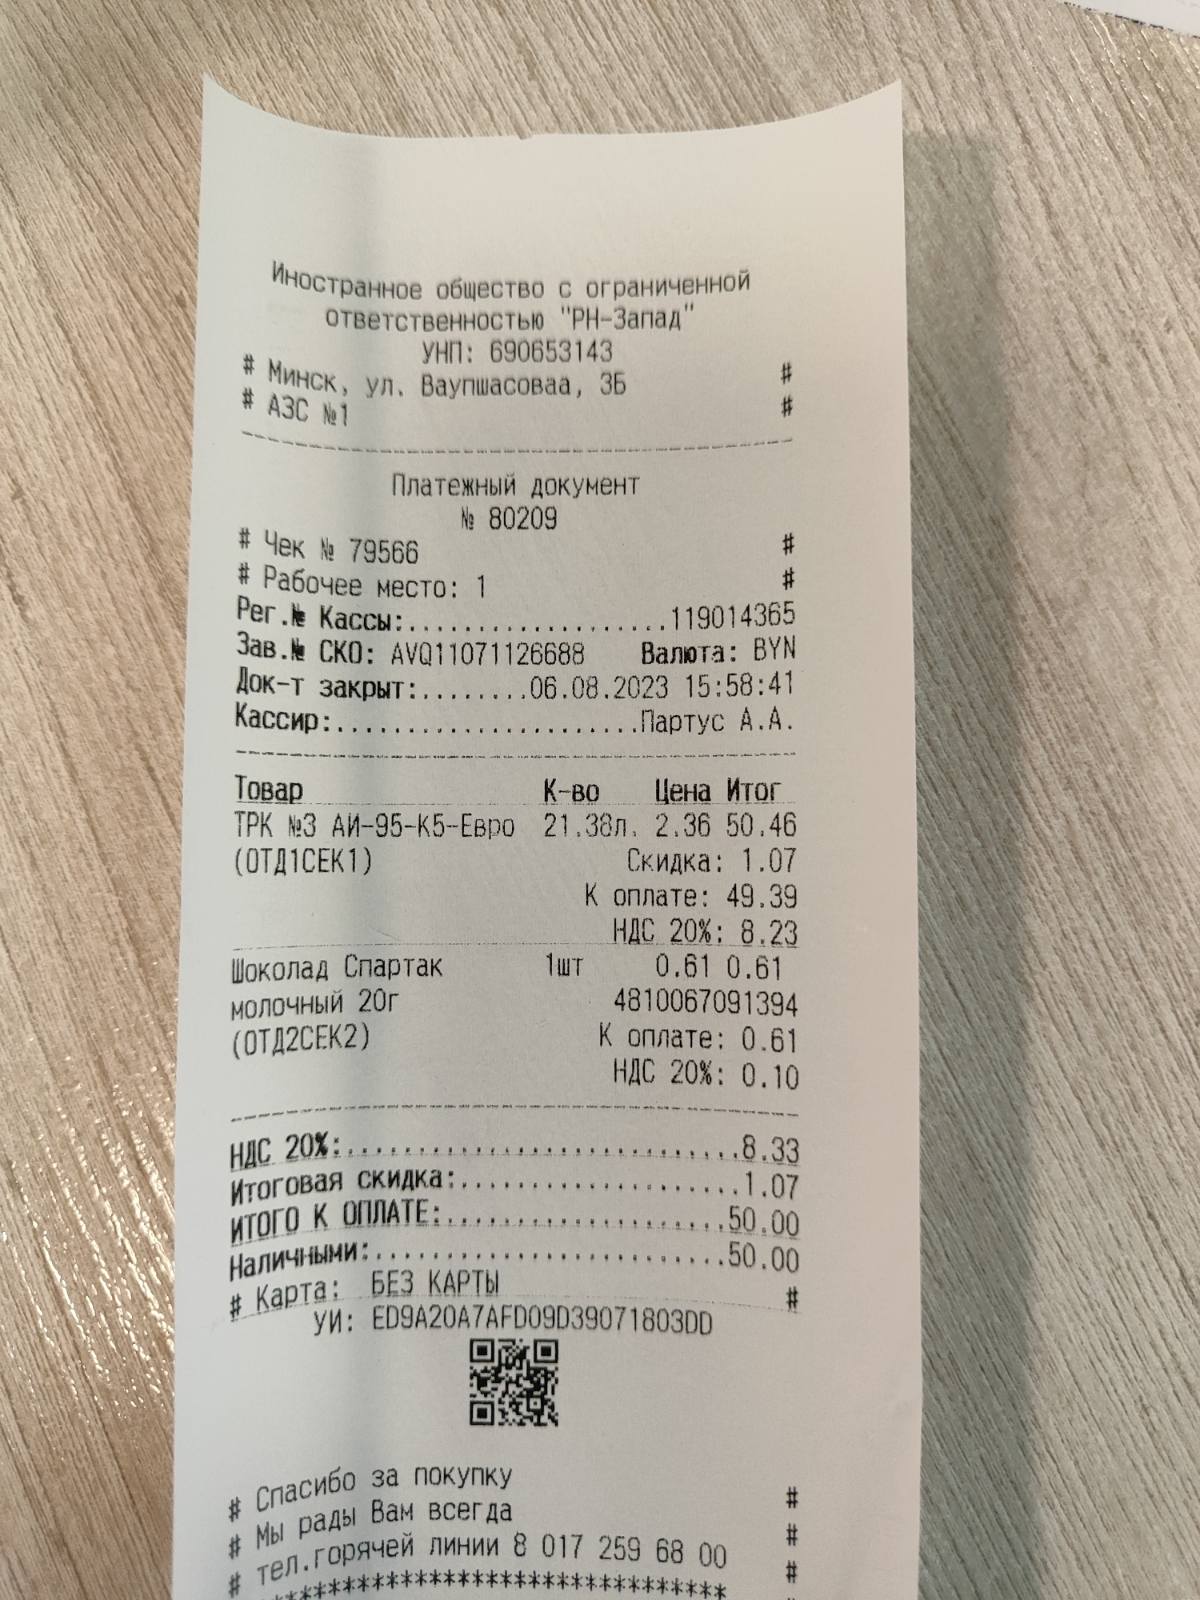 Иностранное общество с ограниченной
ответственностью "РН-Запад"
УНП: 690653143
# Минск, ул. Ваупшасоваа, 3Б #
# АЗС №1 #
Платежный документ
№ 80209
# Чек № 79566 #
# Рабочее место: 1 #
Рег.№ Кассы:...................119014365
Зав.№ СКО: AVQ11071126688 Валюта: BYN
Док-т закрыт:........06.08.2023 15:58:41
Кассир:......................Партус А.А.
Товар К-во Цена Итог
ТРК №3 АИ-95-К5-Евро 21.38л. 2.36 50.46
(ОТД1СЕК1) Скидка: 1.07
К оплате: 49.39
НДС 20%: 8.23
Шоколад Спартак 1шт 0.61 0.61
молочный 20г 4810067091394
(ОТД2СЕК2) К оплате: 0.61
НДС 20%: 0.10
НДС 20%:............................8.33
Итоговая скидка:....................1.07
ИТОГО К ОПЛАТЕ:....................50.00
Наличными:.........................50.00
# Карта: БЕЗ КАРТЫ #
УИ: ED9A20A7AFD09D39071803DD
# Спасибо за покупку #
# Мы рады Вам всегда #
# тел.горячей линии 8 017 259 68 00 #